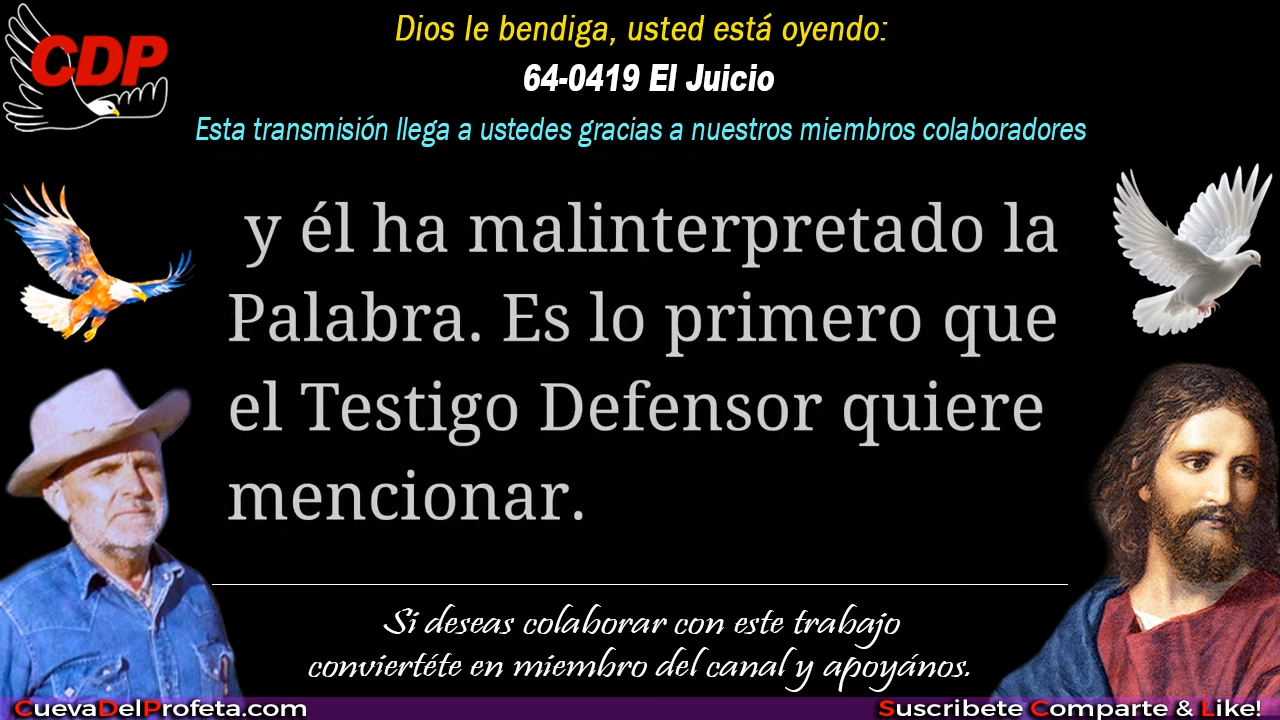 CDP
Dios le bendiga, usted está oyendo:
64-0419 El Juicio
Esta transmisión llega a ustedes gracias a nuestros miembros colaboradores
y él ha malinterpretado la
Palabra. Es lo primero que
el Testigo Defensor quiere
mencionar.
Si deseas colaborar con este trabajo
conviertéte en miembro del canal y apoyános.
CuevaDelProfeta.com
Suscribete Comparte & Like!